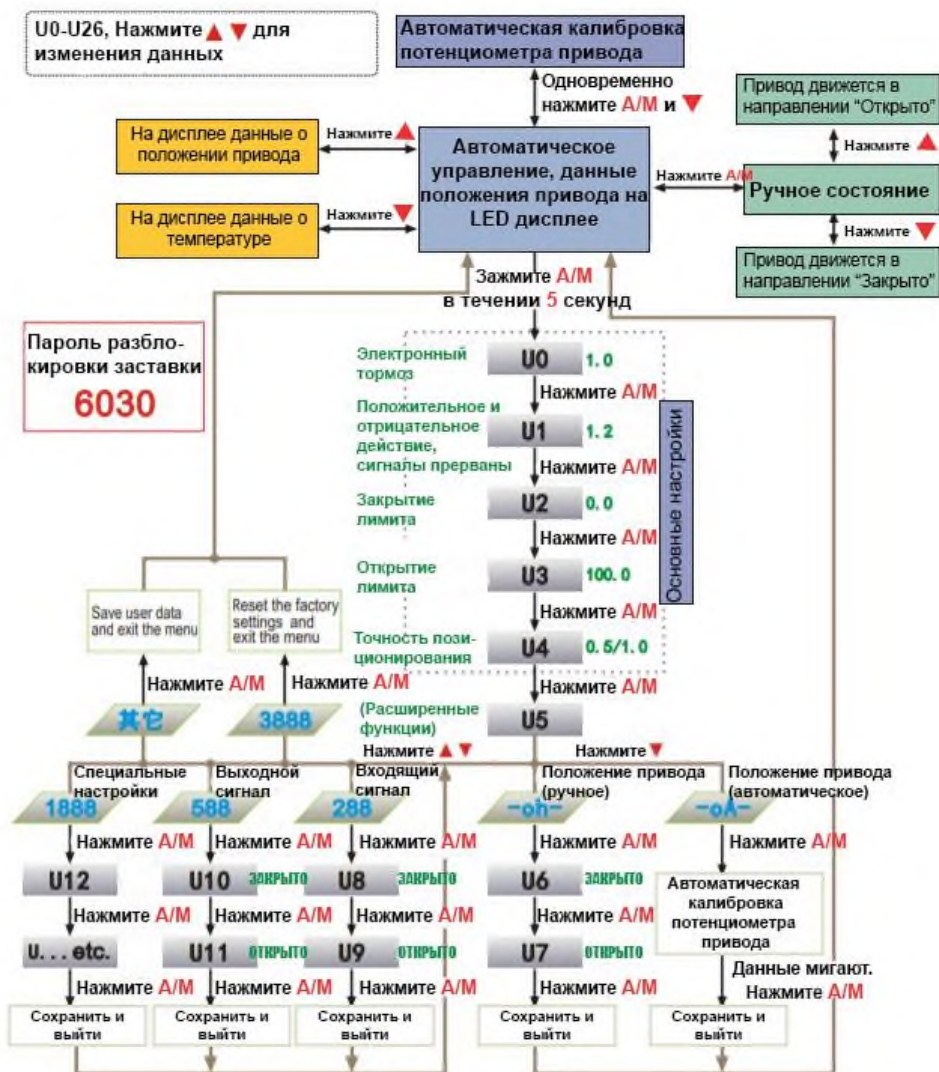 U0-U26, Нажмите ▲ ▼ для
изменения данных
Автоматическая калибровка
потенциометра привода
Одновременно
нажмите A/M и ▼
Привод движется в
направлении “Открыто”
Нажмите ▲
На дисплее данные о
положении привода
Нажмите ▲
Автоматическое
управление, данные
положения привода на
LED дисплее
Нажмите A/M
Ручное состояние
На дисплее данные о
температуре
Нажмите ▼
Нажмите ▼
Привод движется в
направлении “Закрыто”
Зажмите A/M
в течении 5 секунд
Пароль разбло-
кировки заставки
6030
Электронный
тормоз
U0
1.0
Нажмите A/M
Положительное и
отрицательное
действие,
сигналы прерваны
U1
1.2
Нажмите A/M
Закрытие
лимита
U2
0.0
Нажмите A/M
Открытие
лимита
U3
100.0
Нажмите A/M
Точность пози-
ционирования
U4
0.5/1.0
Основные настройки
Нажмите A/M
Save user data
and exit the menu
Reset the factory
settings and
exit the menu
Нажмите A/M
Нажмите A/M
其它
3888
(Расширенные
функции)
U5
Нажмите ▲ ▼
Нажмите ▼
Специальные
настройки
Выходной
сигнал
Входящий
сигнал
Положение привода
(ручное)
Положение привода
(автоматическое)
1888
588
288
-oh-
-oA-
Нажмите A/M
Нажмите A/M
Нажмите A/M
Нажмите A/M
Нажмите A/M
U12
U10
ЗАКРЫТО
U8
ЗАКРЫТО
U6
ЗАКРЫТО
Автоматическая
калибровка
потенциометра
привода
Нажмите A/M
Нажмите A/M
Нажмите A/M
Нажмите A/M
U...etc.
U11
ОТКРЫТО
U9
ОТКРЫТО
U7
ОТКРЫТО
Данные мигают.
Нажмите A/M
Нажмите A/M
Нажмите A/M
Нажмите A/M
Нажмите A/M
Сохранить и
выйти
Сохранить и
выйти
Сохранить и
выйти
Сохранить и
выйти
Сохранить и
выйти